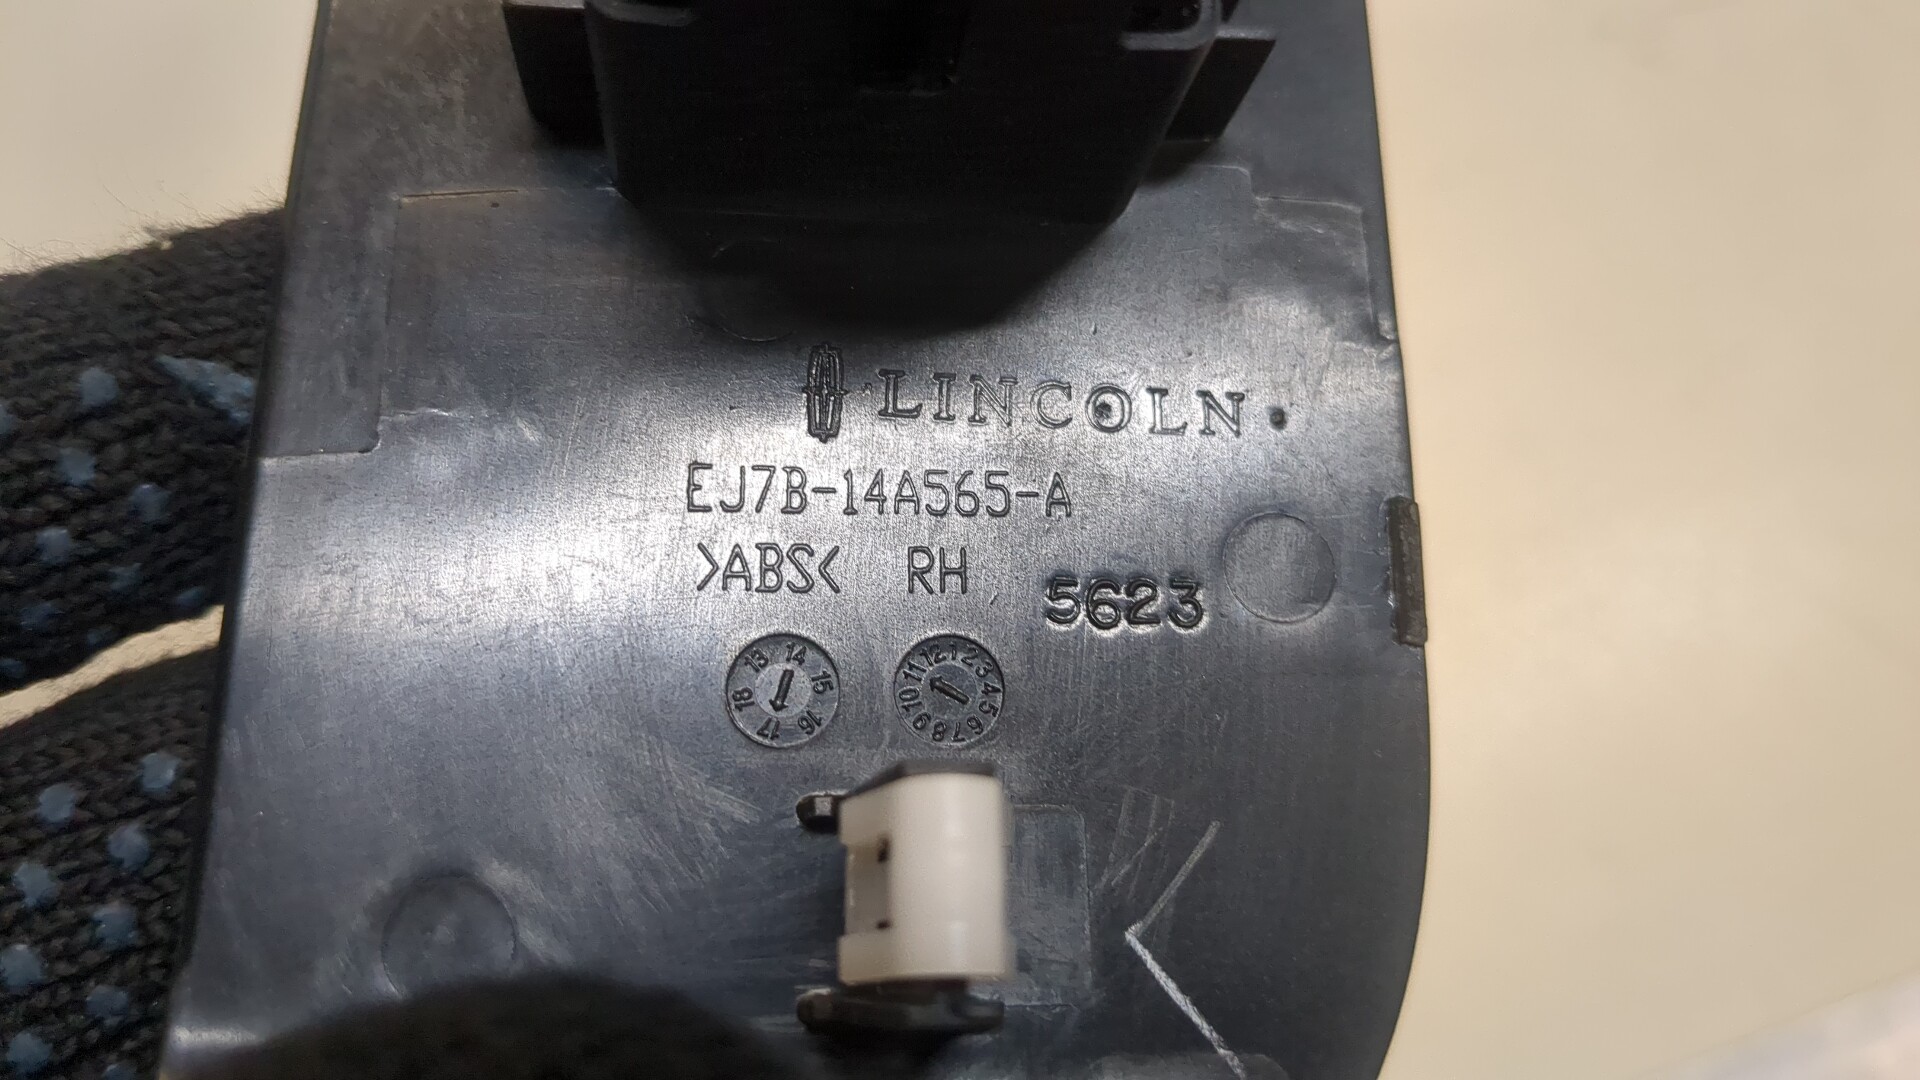 LINCOLN
EJ7B-14A565-A
>ABS< RH
5623
13 14 15 16 17 18
12 1 2 3 4 5 6 7 8 9 10 11